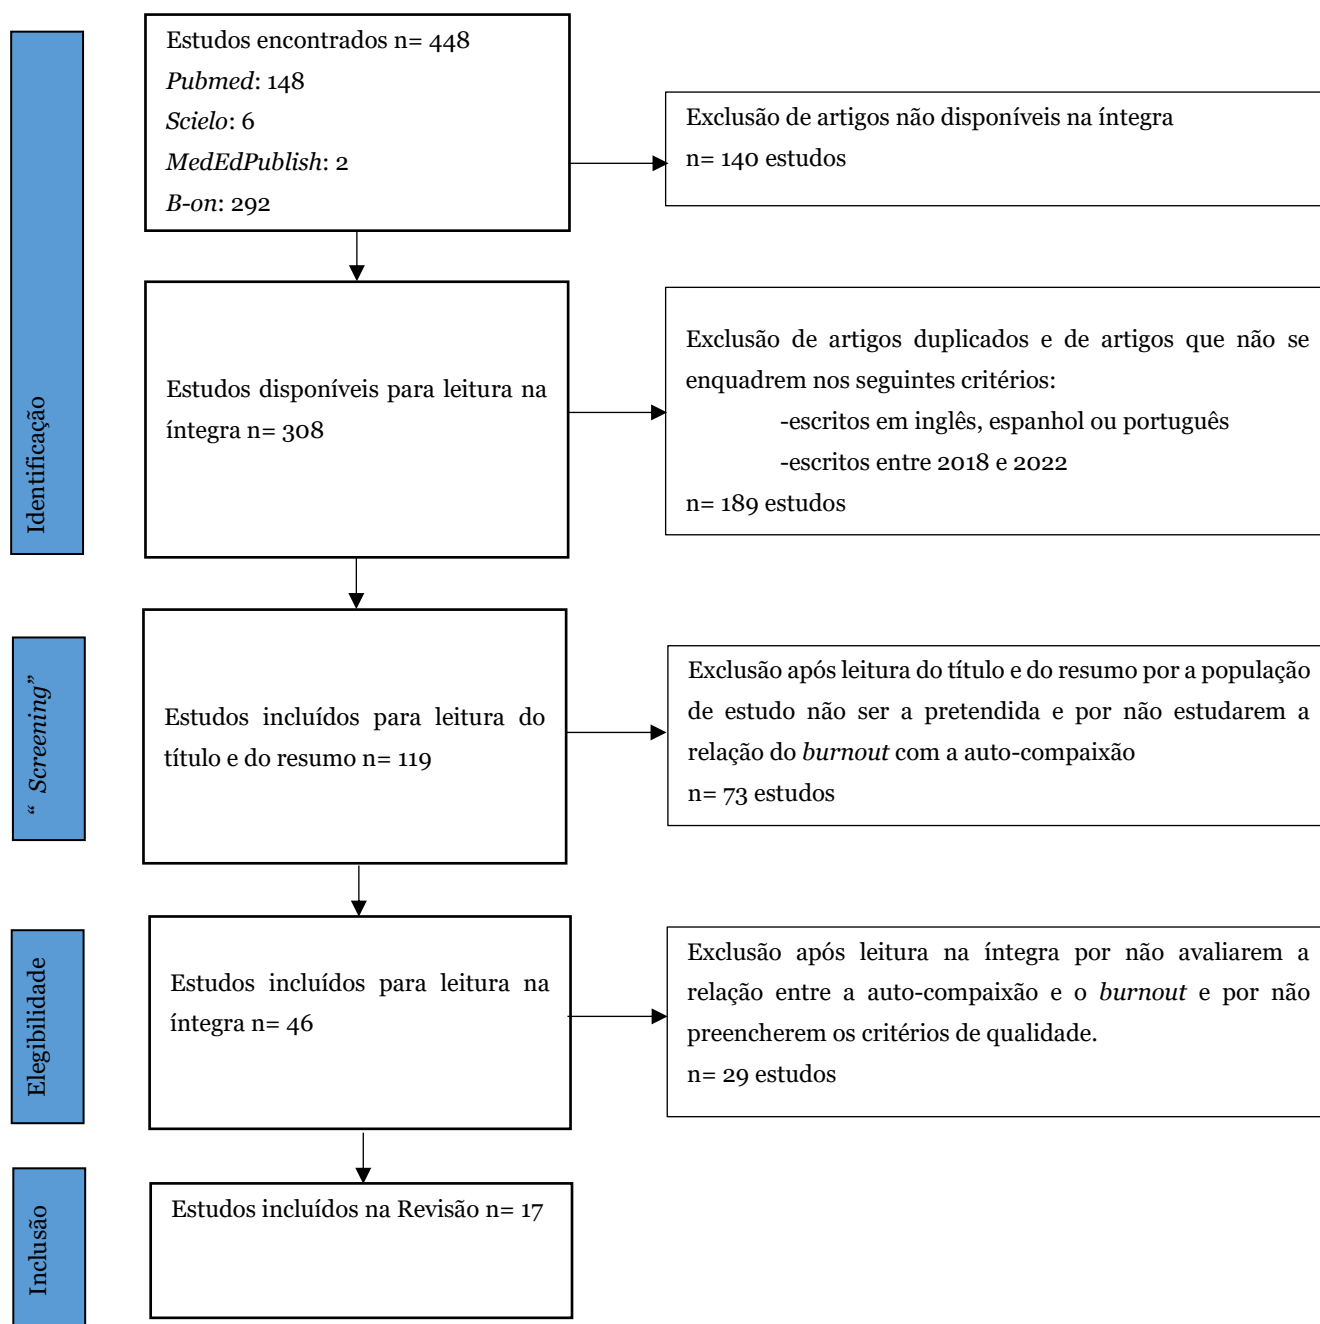 Identificação
Estudos encontrados n= 448
Pubmed: 148
Scielo: 6
MedEdPublish: 2
B-on: 292
Exclusão de artigos não disponíveis na íntegra
n= 140 estudos
Estudos disponíveis para leitura na
íntegra n= 308
Exclusão de artigos duplicados e de artigos que não se
enquadrem nos seguintes critérios:
-escritos em inglês, espanhol ou português
-escritos entre 2018 e 2022
n= 189 estudos
“ Screening”
Estudos incluídos para leitura do
título e do resumo n= 119
Exclusão após leitura do título e do resumo por a população
de estudo não ser a pretendida e por não estudarem a
relação do burnout com a auto-compaixão
n= 73 estudos
Elegibilidade
Estudos incluídos para leitura na
íntegra n= 46
Exclusão após leitura na íntegra por não avaliarem a
relação entre a auto-compaixão e o burnout e por não
preencherem os critérios de qualidade.
n= 29 estudos
Inclusão
Estudos incluídos na Revisão n= 17